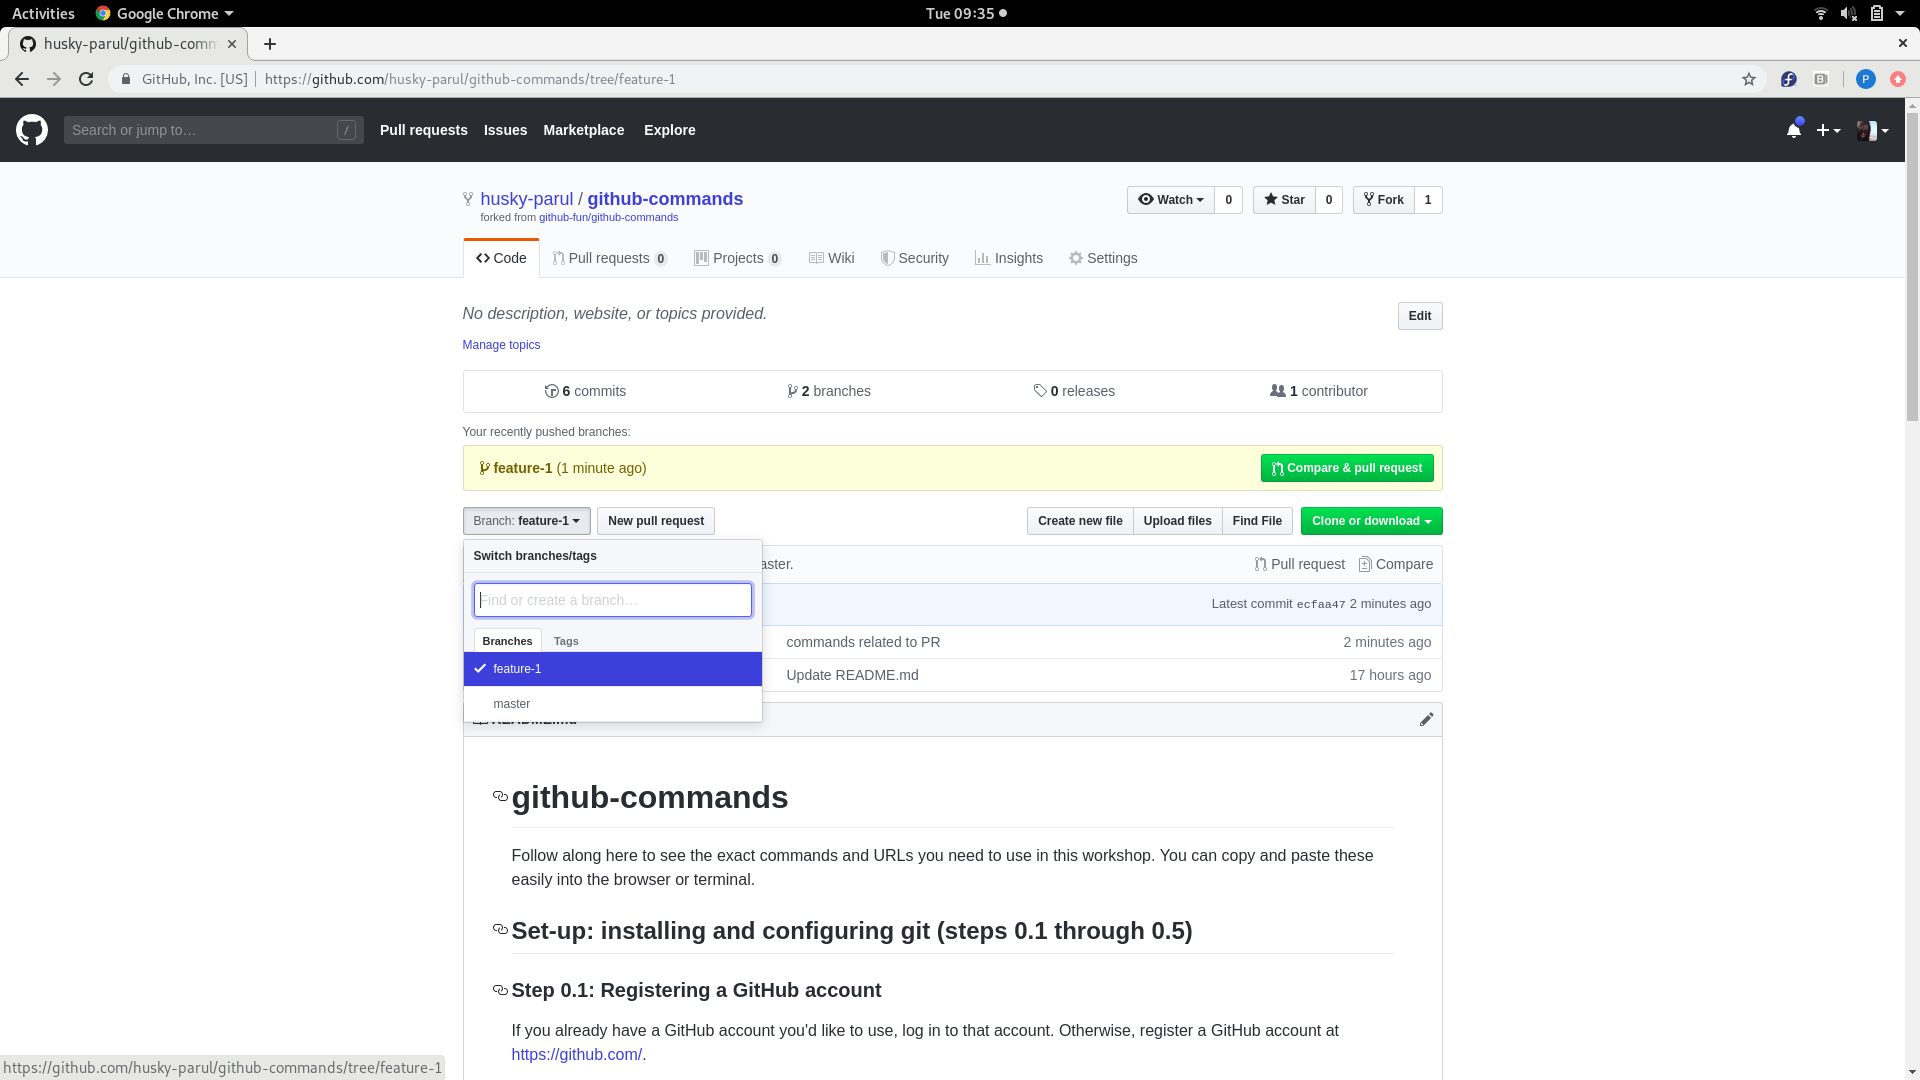 Activities Google Chrome Tue 09:35
husky-parul/github-comm
GitHub, Inc. [US] https://github.com/husky-parul/github-commands/tree/feature-1 P
Search or jump to… / Pull requests Issues Marketplace Explore
husky-parul / github-commands Watch 0 Star 0 Fork 1
forked from github-fun/github-commands
Code Pull requests 0 Projects 0 Wiki Security Insights Settings
No description, website, or topics provided. Edit
Manage topics
6 commits 2 branches 0 releases 1 contributor
Your recently pushed branches:
feature-1 (1 minute ago) Compare & pull request
Branch: feature-1 New pull request Create new file Upload files Find File Clone or download
Switch branches/tags
aster. Pull request Compare
Find or create a branch…
Latest commit ecfaa47 2 minutes ago
Branches Tags
commands related to PR 2 minutes ago
feature-1
Update README.md 17 hours ago
master
README.md
github-commands
Follow along here to see the exact commands and URLs you need to use in this workshop. You can copy and paste these
easily into the browser or terminal.
Set-up: installing and configuring git (steps 0.1 through 0.5)
Step 0.1: Registering a GitHub account
If you already have a GitHub account you'd like to use, log in to that account. Otherwise, register a GitHub account at
https://github.com/.
https://github.com/husky-parul/github-commands/tree/feature-1